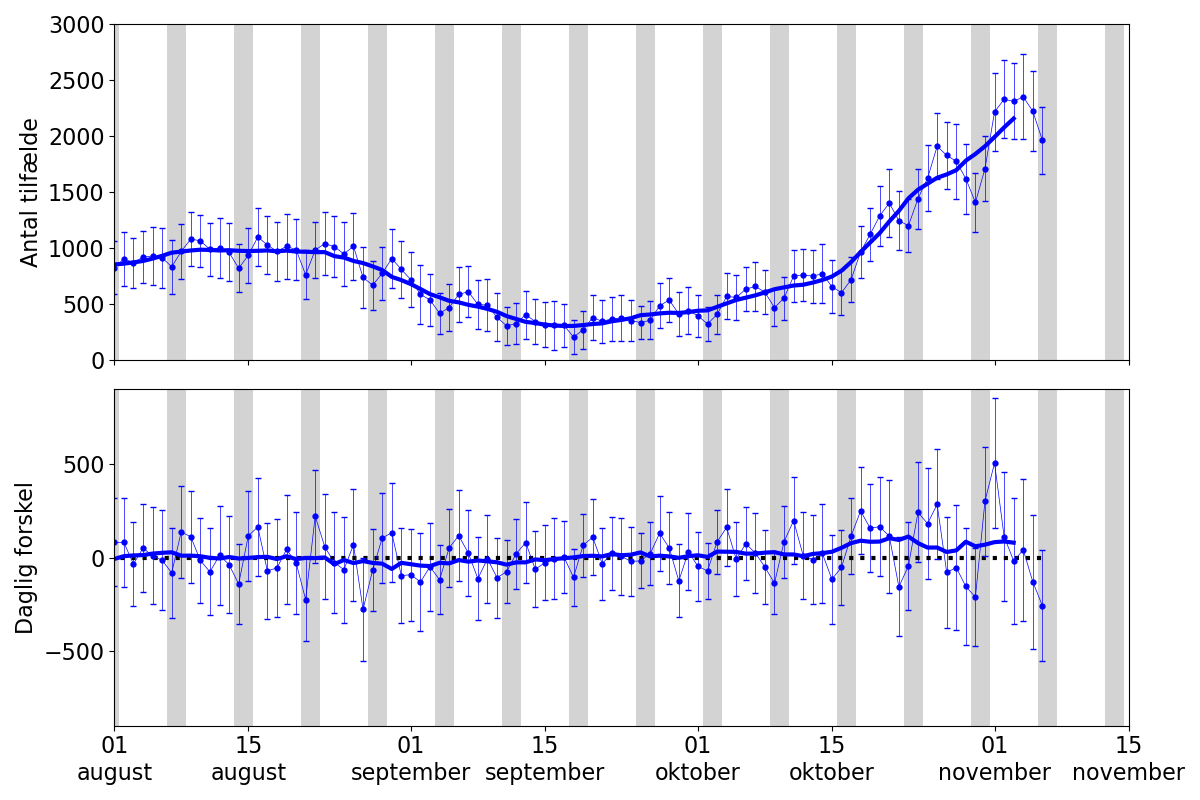 3000
2500
2000
1500
1000
500
0
Antal tilfælde
500
0
−500
Daglig forskel
01 15 01 15 01 15 01 15
august august september september oktober oktober november november